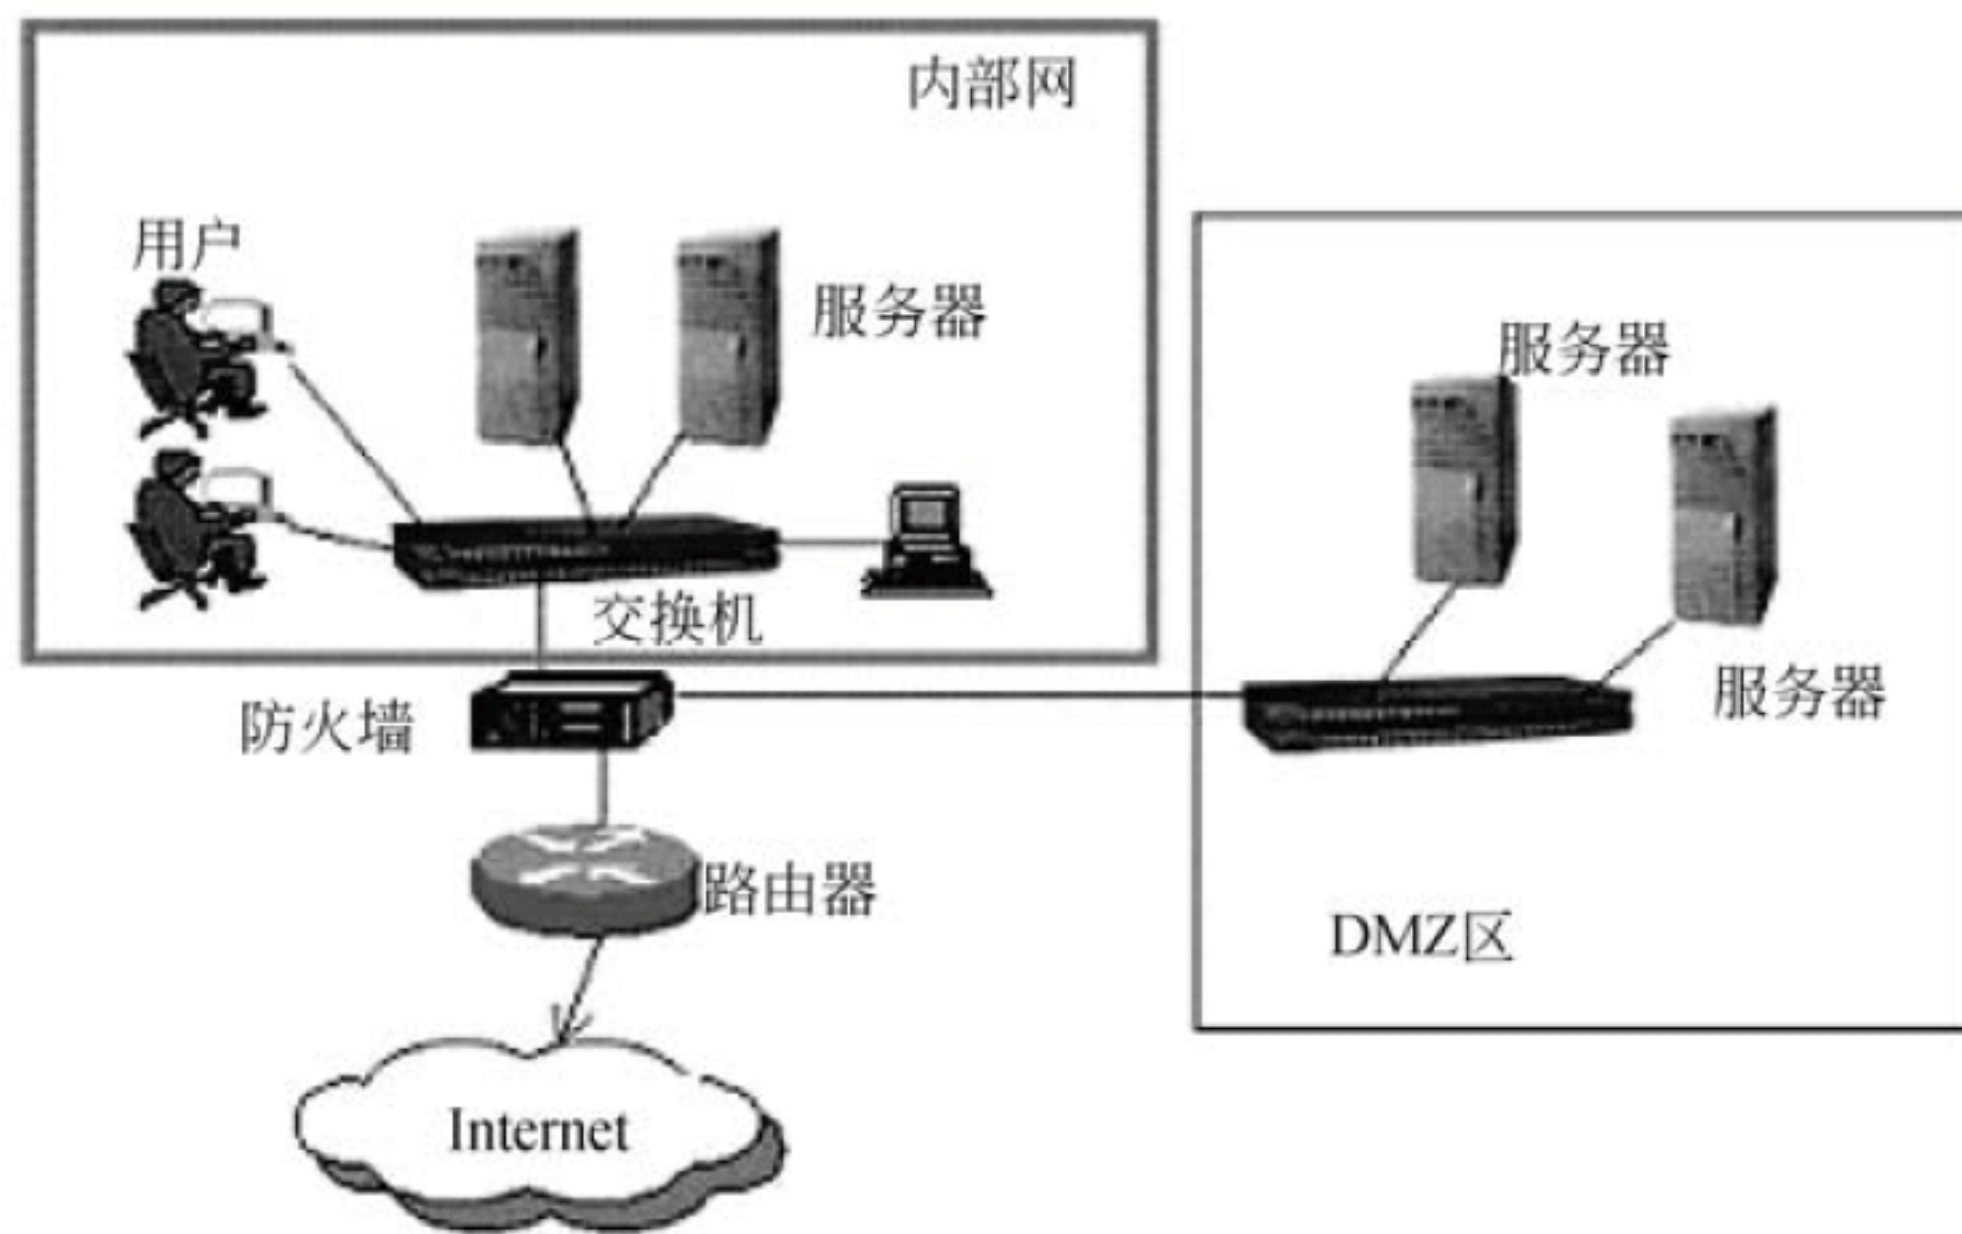 内部网
用户
服务器
服务器
交换机
服务器
防火墙
路由器
DMZ区
Internet